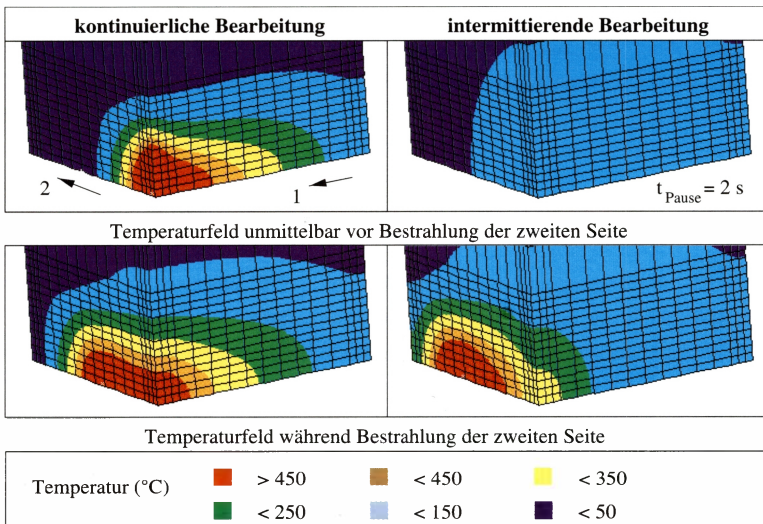 kontinuierliche Bearbeitung
intermittierende Bearbeitung
2
1
t Pause = 2 s
Temperaturfeld unmittelbar vor Bestrahlung der zweiten Seite
Temperaturfeld während Bestrahlung der zweiten Seite
Temperatur (°C)
> 450
< 450
< 350
< 250
< 150
< 50